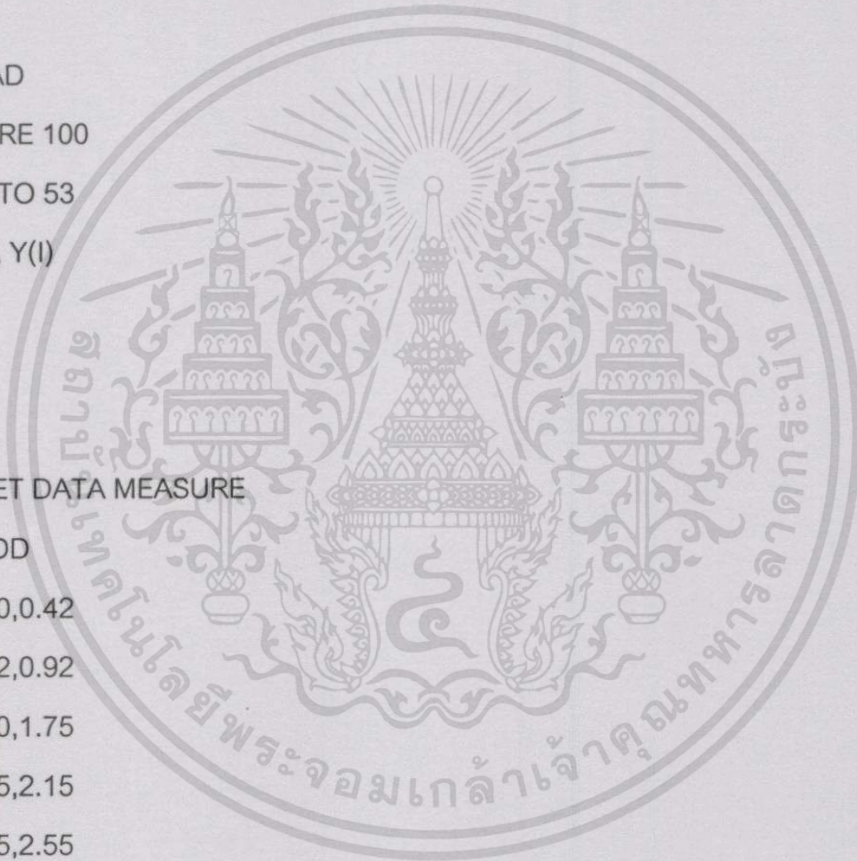 AD
RE 100
TO 53
Y(I)
ET DATA MEASURE
OD
0,0.42
2,0.92
0,1.75
5,2.15
5,2.55
สถาบันเทคโนโลยีพระจอมเกล้าเจ้าคุณทหารลาดกระบัง